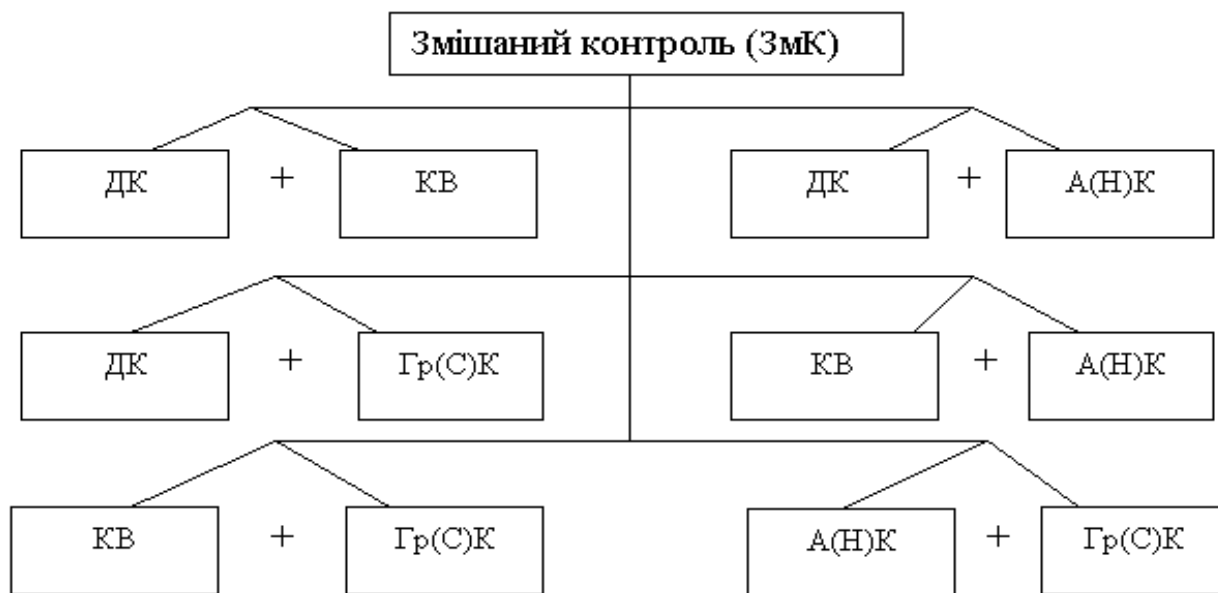 Змішаний контроль (ЗмК)
ДК + КВ ДК + А(Н)К
ДК + Гр(С)К КВ + А(Н)К
КВ + Гр(С)К А(Н)К + Гр(С)К